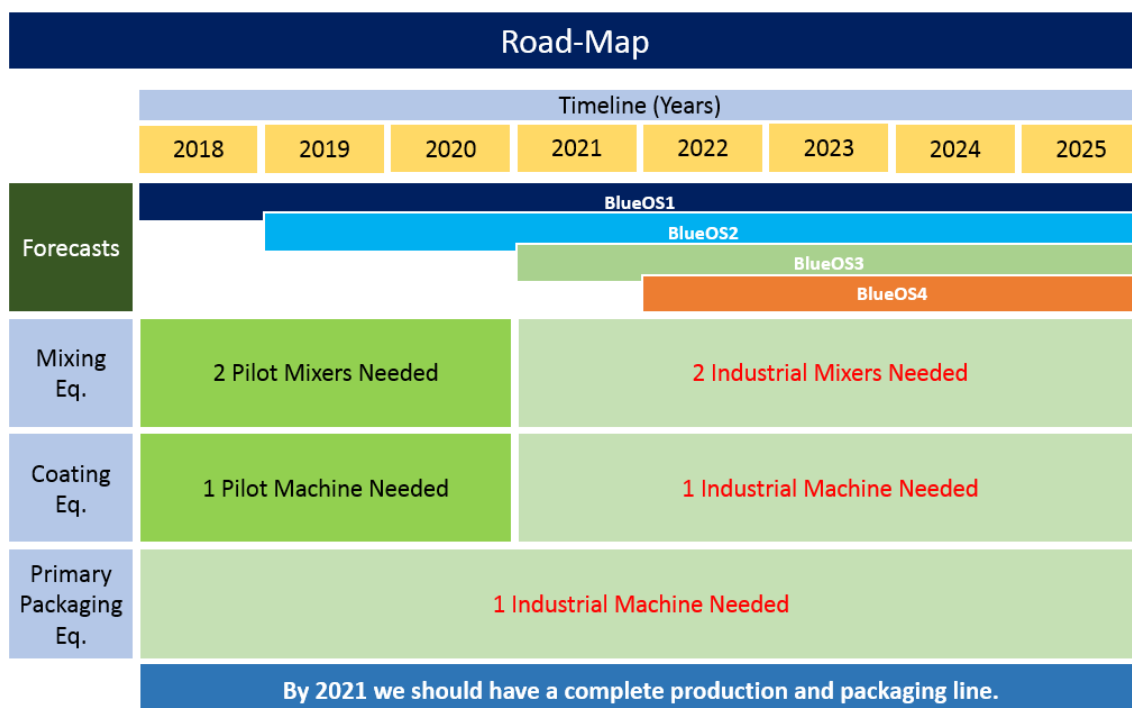 Road-Map
Timeline (Years)
2018 2019 2020 2021 2022 2023 2024 2025
Forecasts
BlueOS1
BlueOS2
BlueOS3
BlueOS4
Mixing
Eq.
2 Pilot Mixers Needed
2 Industrial Mixers Needed
Coating
Eq.
1 Pilot Machine Needed
1 Industrial Machine Needed
Primary
Packaging
Eq.
1 Industrial Machine Needed
By 2021 we should have a complete production and packaging line.